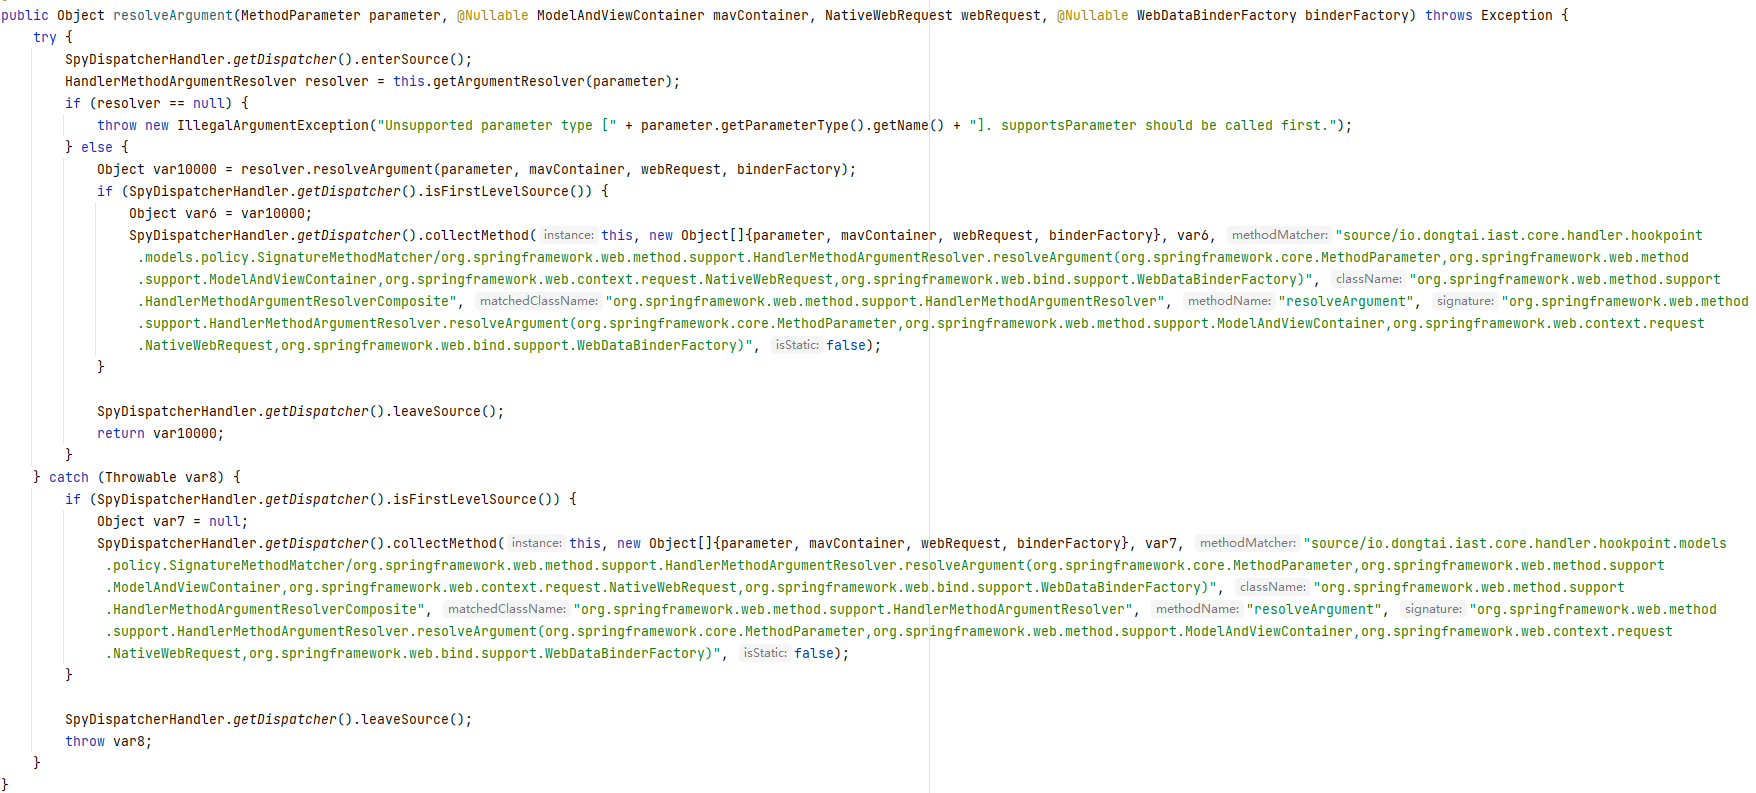 public Object resolveArgument(MethodParameter parameter, @Nullable ModelAndViewContainer mavContainer, NativeWebRequest webRequest, @Nullable WebDataBinderFactory binderFactory) throws Exception {
try {
SpyDispatcherHandler.getDispatcher().enterSource();
HandlerMethodArgumentResolver resolver = this.getArgumentResolver(parameter);
if (resolver == null) {
throw new IllegalArgumentException("Unsupported parameter type [" + parameter.getParameterType().getName() + "]. supportsParameter should be called first.");
} else {
Object var10000 = resolver.resolveArgument(parameter, mavContainer, webRequest, binderFactory);
if (SpyDispatcherHandler.getDispatcher().isFirstLevelSource()) {
Object var6 = var10000;
SpyDispatcherHandler.getDispatcher().collectMethod( instance: this, new Object[]{parameter, mavContainer, webRequest, binderFactory}, var6, methodMatcher: "source/io.dongtai.iast.core.handler.hookpoint
.models.policy.SignatureMethodMatcher/org.springframework.web.method.support.HandlerMethodArgumentResolver.resolveArgument(org.springframework.core.MethodParameter,org.springframework.web.method
.support.ModelAndViewContainer,org.springframework.web.context.request.NativeWebRequest,org.springframework.web.bind.support.WebDataBinderFactory)", className: "org.springframework.web.method.support
.HandlerMethodArgumentResolverComposite", matchedClassName: "org.springframework.web.method.support.HandlerMethodArgumentResolver", methodName: "resolveArgument", signature: "org.springframework.web.method
.support.HandlerMethodArgumentResolver.resolveArgument(org.springframework.core.MethodParameter,org.springframework.web.method.support.ModelAndViewContainer,org.springframework.web.context.request
.NativeWebRequest,org.springframework.web.bind.support.WebDataBinderFactory)", isStatic: false);
}
SpyDispatcherHandler.getDispatcher().leaveSource();
return var10000;
}
} catch (Throwable var8) {
if (SpyDispatcherHandler.getDispatcher().isFirstLevelSource()) {
Object var7 = null;
SpyDispatcherHandler.getDispatcher().collectMethod( instance: this, new Object[]{parameter, mavContainer, webRequest, binderFactory}, var7, methodMatcher: "source/io.dongtai.iast.core.handler.hookpoint.models
.policy.SignatureMethodMatcher/org.springframework.web.method.support.HandlerMethodArgumentResolver.resolveArgument(org.springframework.core.MethodParameter,org.springframework.web.method.support
.ModelAndViewContainer,org.springframework.web.context.request.NativeWebRequest,org.springframework.web.bind.support.WebDataBinderFactory)", className: "org.springframework.web.method.support
.HandlerMethodArgumentResolverComposite", matchedClassName: "org.springframework.web.method.support.HandlerMethodArgumentResolver", methodName: "resolveArgument", signature: "org.springframework.web.method
.support.HandlerMethodArgumentResolver.resolveArgument(org.springframework.core.MethodParameter,org.springframework.web.method.support.ModelAndViewContainer,org.springframework.web.context.request
.NativeWebRequest,org.springframework.web.bind.support.WebDataBinderFactory)", isStatic: false);
}
SpyDispatcherHandler.getDispatcher().leaveSource();
throw var8;
}
}